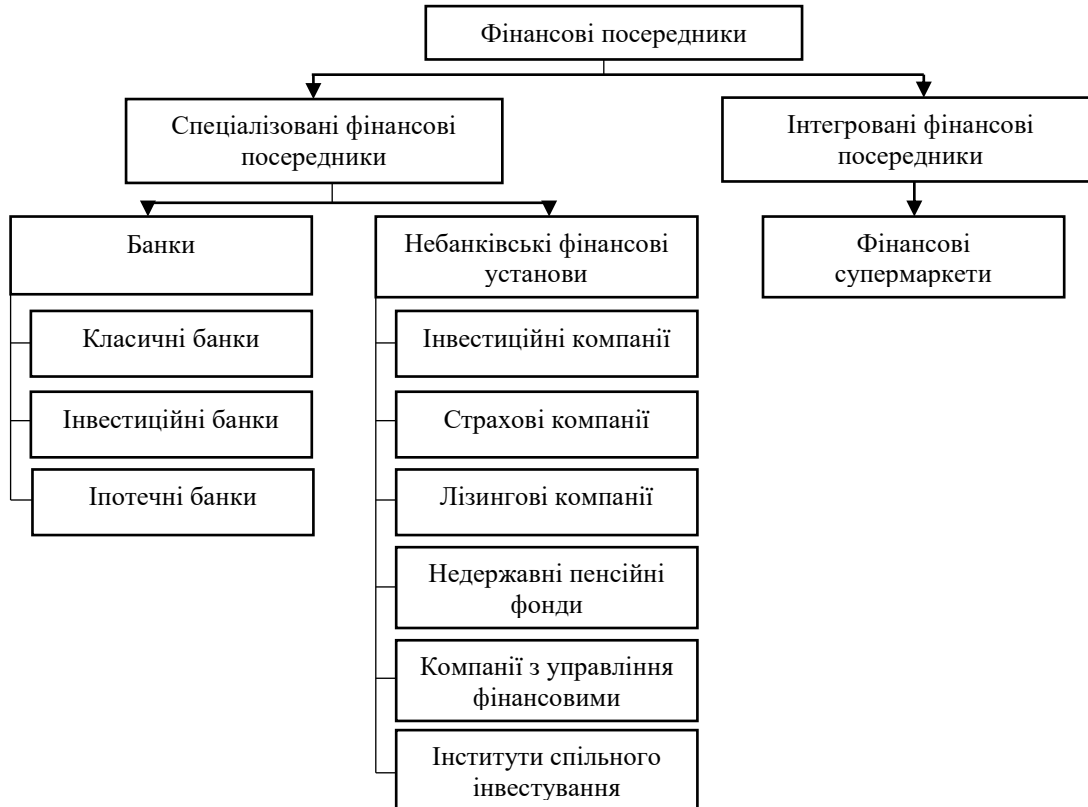 Фінансові посередники
Спеціалізовані фінансові
посередники
Інтегровані фінансові
посередники
Банки
Небанківські фінансові
установи
Фінансові
супермаркети
Класичні банки
Інвестиційні банки
Іпотечні банки
Інвестиційні компанії
Страхові компанії
Лізингові компанії
Недержавні пенсійні
фонди
Компанії з управління
фінансовими
Інститути спільного
інвестування